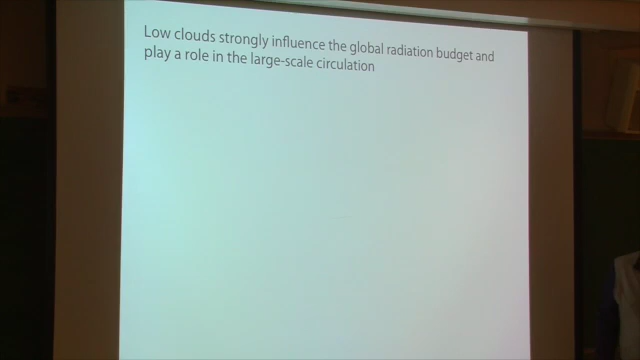 Low clouds strongly influence the global radiation budget and
play a role in the large-scale circulation